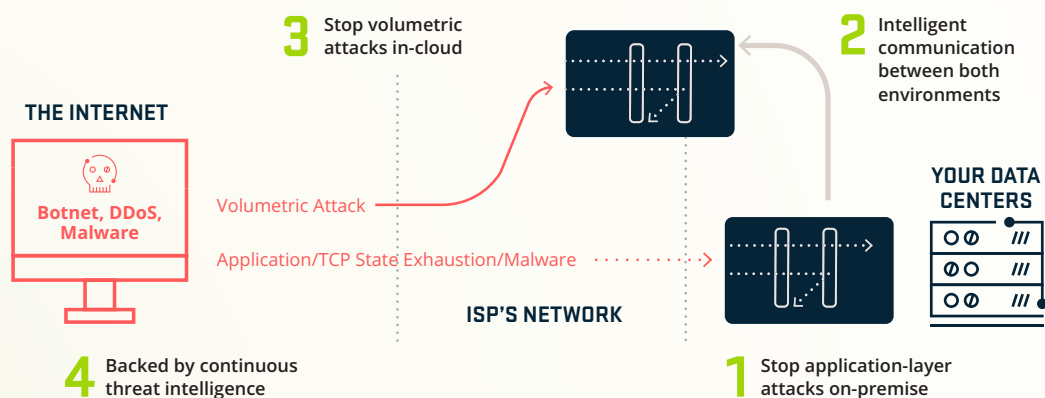 3 Stop volumetric
attacks in-cloud
2 Intelligent
communication
between both
environments
THE INTERNET
Botnet, DDoS,
Malware
Volumetric Attack
Application/TCP State Exhaustion/Malware
ISP'S NETWORK
YOUR DATA
CENTERS
4 Backed by continuous
threat intelligence
1 Stop application-layer
attacks on-premise